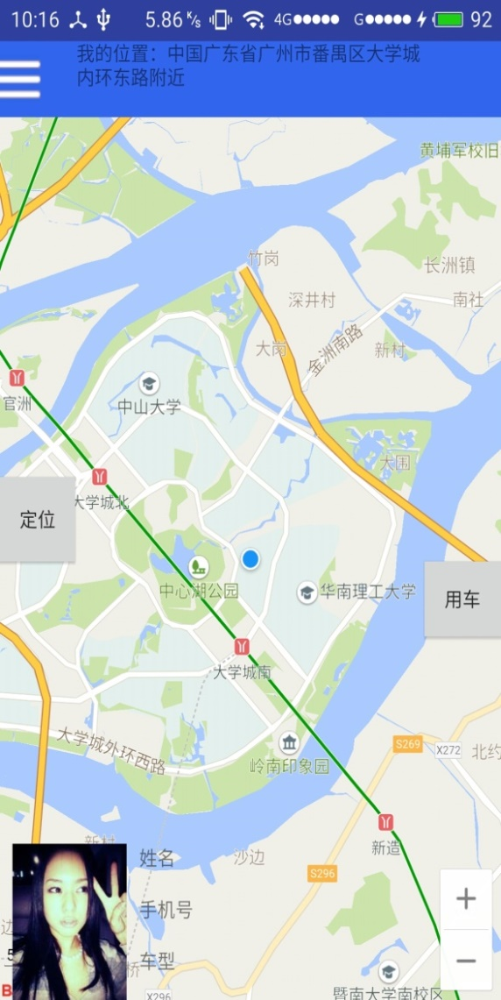 10:16 5.86 K/s 4G G 92
我的位置：中国广东省广州市番禺区大学城
内环东路附近
黄埔军校旧
竹岗
长洲镇
深井村
南社
大岗
金洲南路
新村
官洲
中山大学
大围
大学城北
定位
中心湖公园
华南理工大学
用车
大学城南
大学城外环西路
S269
X272
北约
岭南印象园
新造
新村
沙边
姓名
S296
手机号
+
边
5
车型
桥
−
B
X296
暨南大学南校区